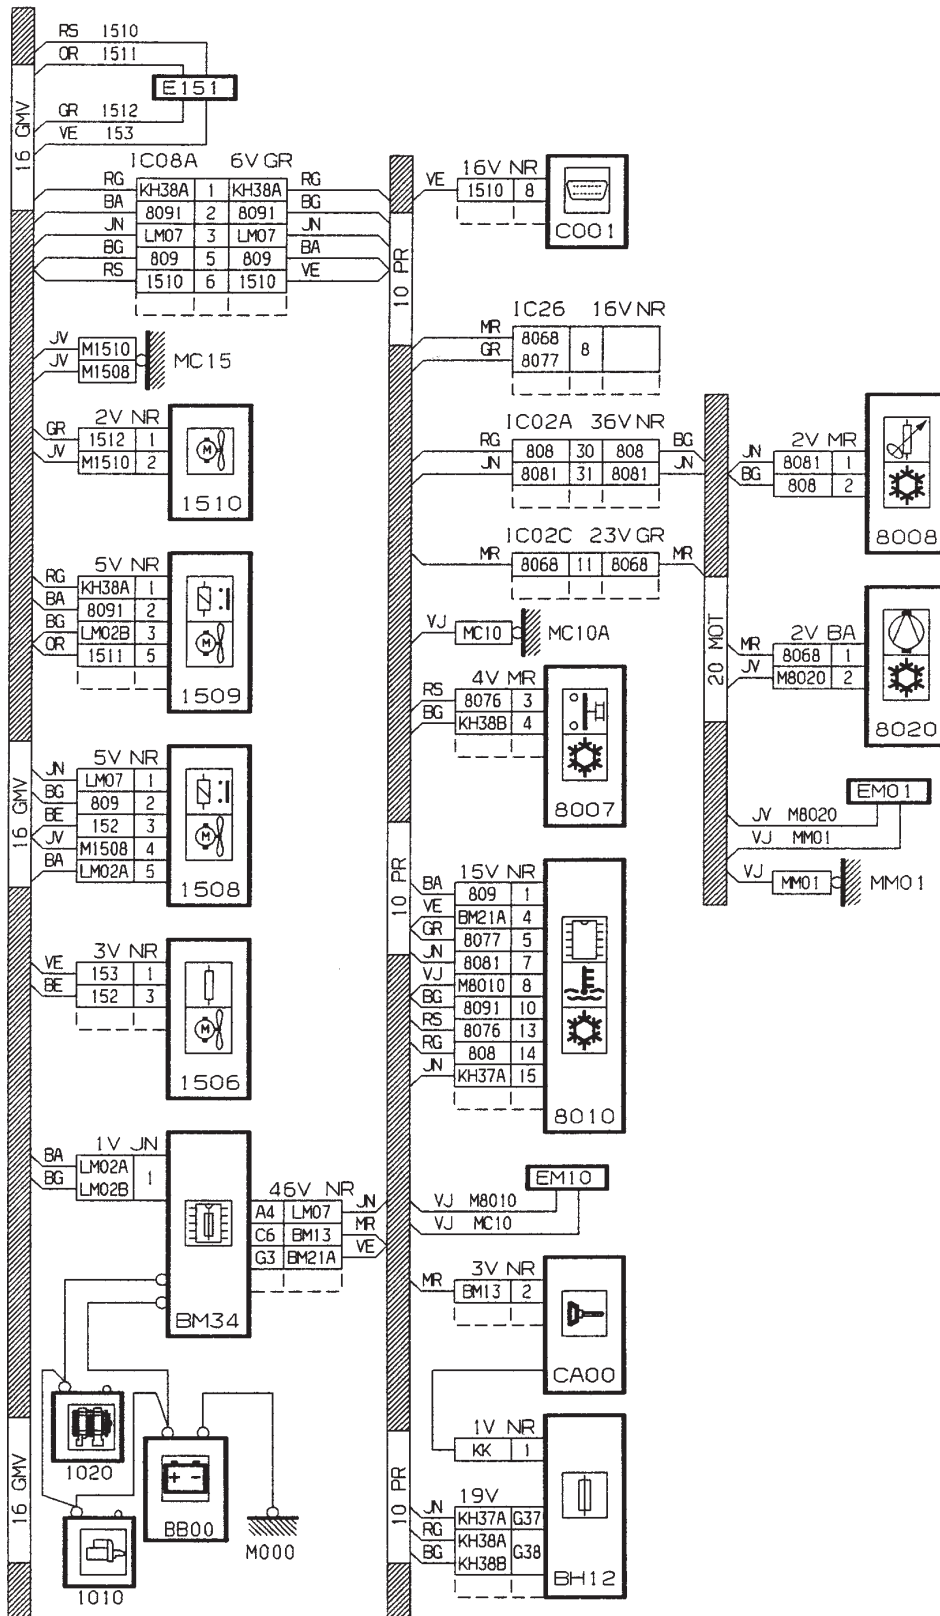 RS 1510
OR 1511
E151
GR 1512
VE 153
16 GMV
1C08A 6V GR
RG KH38A 1 KH38A RG
BA 8091 2 8091 BG
JN LM07 3 LM07 JN
BG 809 5 809 BA
RS 1510 6 1510 VE
JV M1510
JV M1508
MC15
2V NR
GR 1512 1
JV M1510 2
1510
5V NR
RG KH38A 1
BA 8091 2
BG LM02B 3
OR 1511 5
M
1509
16 GMV
5V NR
JN LM07 1
BG 809 2
BE 152 3
JV M1508 4
BA LM02A 5
M
1508
3V NR
VE 153 1
BE 152 3
M
1506
1V JN
BA LM02A
BG LM02B
1
46V NR
A4 LM07 JN
C6 BM13 MR
G3 BM21A VE
BM34
16 GMV
1020
1010
+ -
BB00
M000
10 PR
16V NR
VE 1510 8
C001
1C26 16V NR
MR 8068
GR 8077
8
1C02A 36V NR
RG 808 30 808 BG
JN 8081 31 8081 JN
1C02C 23V GR
MR 8068 11 8068 MR
VJ MC10 MC10A
4V MR
RS 8076 3
BG KH38B 4
8007
10 PR
15V NR
BA 809 1
VE BM21A 4
GR 8077 5
JN 8081 7
VJ M8010 8
BG 8091 10
RS 8076 13
RG 808 14
JN KH37A 15
8010
EM10
VJ M8010
VJ MC10
3V NR
MR BM13 2
CA00
1V NR
KK 1
10 PR
19V
JN KH37A G37
RG KH38A
BG KH38B
G38
BH12
20 MOT
2V MR
JN 8081 1
BG 808 2
8008
2V BA
MR 8068 1
JV M8020 2
8020
EM01
JV M8020
VJ MM01
VJ MM01 MM01
M